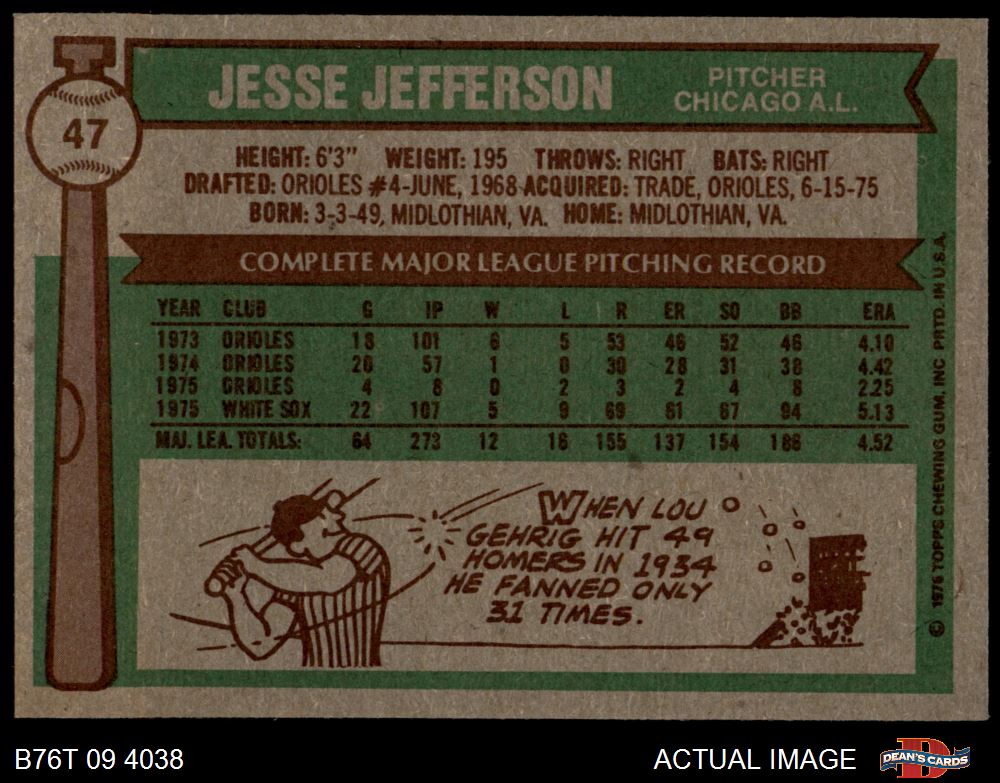 47
JESSE JEFFERSON
PITCHER
CHICAGO A.L.
HEIGHT: 6'3" WEIGHT: 195 THROWS: RIGHT BATS: RIGHT
DRAFTED: ORIOLES #4-JUNE, 1968-ACQUIRED: TRADE, ORIOLES, 6-15-75
BORN: 3-3-49, MIDLOTHIAN, VA. HOME: MIDLOTHIAN, VA.
COMPLETE MAJOR LEAGUE PITCHING RECORD
YEAR CLUB G IP W L R ER SO BB ERA
1973 ORIOLES 18 101 6 5 53 46 52 46 4.10
1974 ORIOLES 20 57 1 0 30 28 31 38 4.42
1975 ORIOLES 4 8 0 2 3 2 4 8 2.25
1975 WHITE SOX 22 107 5 9 69 61 67 94 5.13
MAJ. LEA. TOTALS: 64 273 12 16 155 137 154 186 4.52
WHEN LOU
GEHRIG HIT 49
HOMERS IN 1934
HE FANNED ONLY
31 TIMES.
© 1976 TOPPS CHEWING GUM, INC PRTD. IN U.S.A.
B76T 09 4038
ACTUAL IMAGE
DEAN'S CARDS